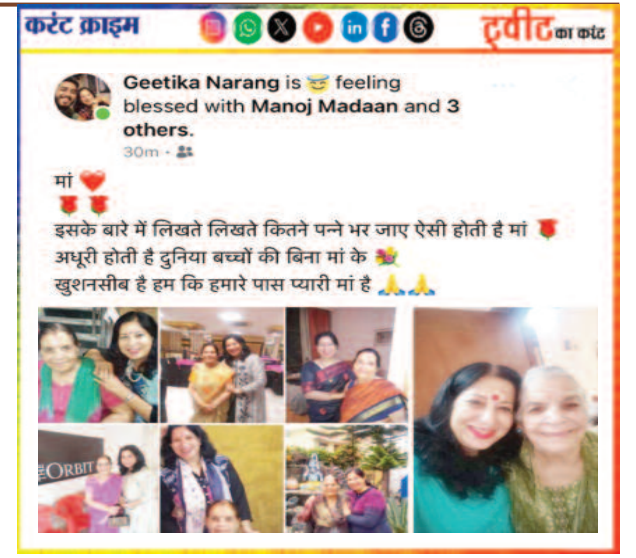 करंट क्राइम
ट्वीट का करंट
Geetika Narang is 😇 feeling
blessed with Manoj Madaan and 3
others.
30m
मां ❤️
🌹 🌹
इसके बारे में लिखते लिखते कितने पन्ने भर जाए ऐसी होती है मां 🌹
अधूरी होती है दुनिया बच्चों की बिना मां के 💐
खुशनसीब है हम कि हमारे पास प्यारी मां है 🙏🙏
ORBIT